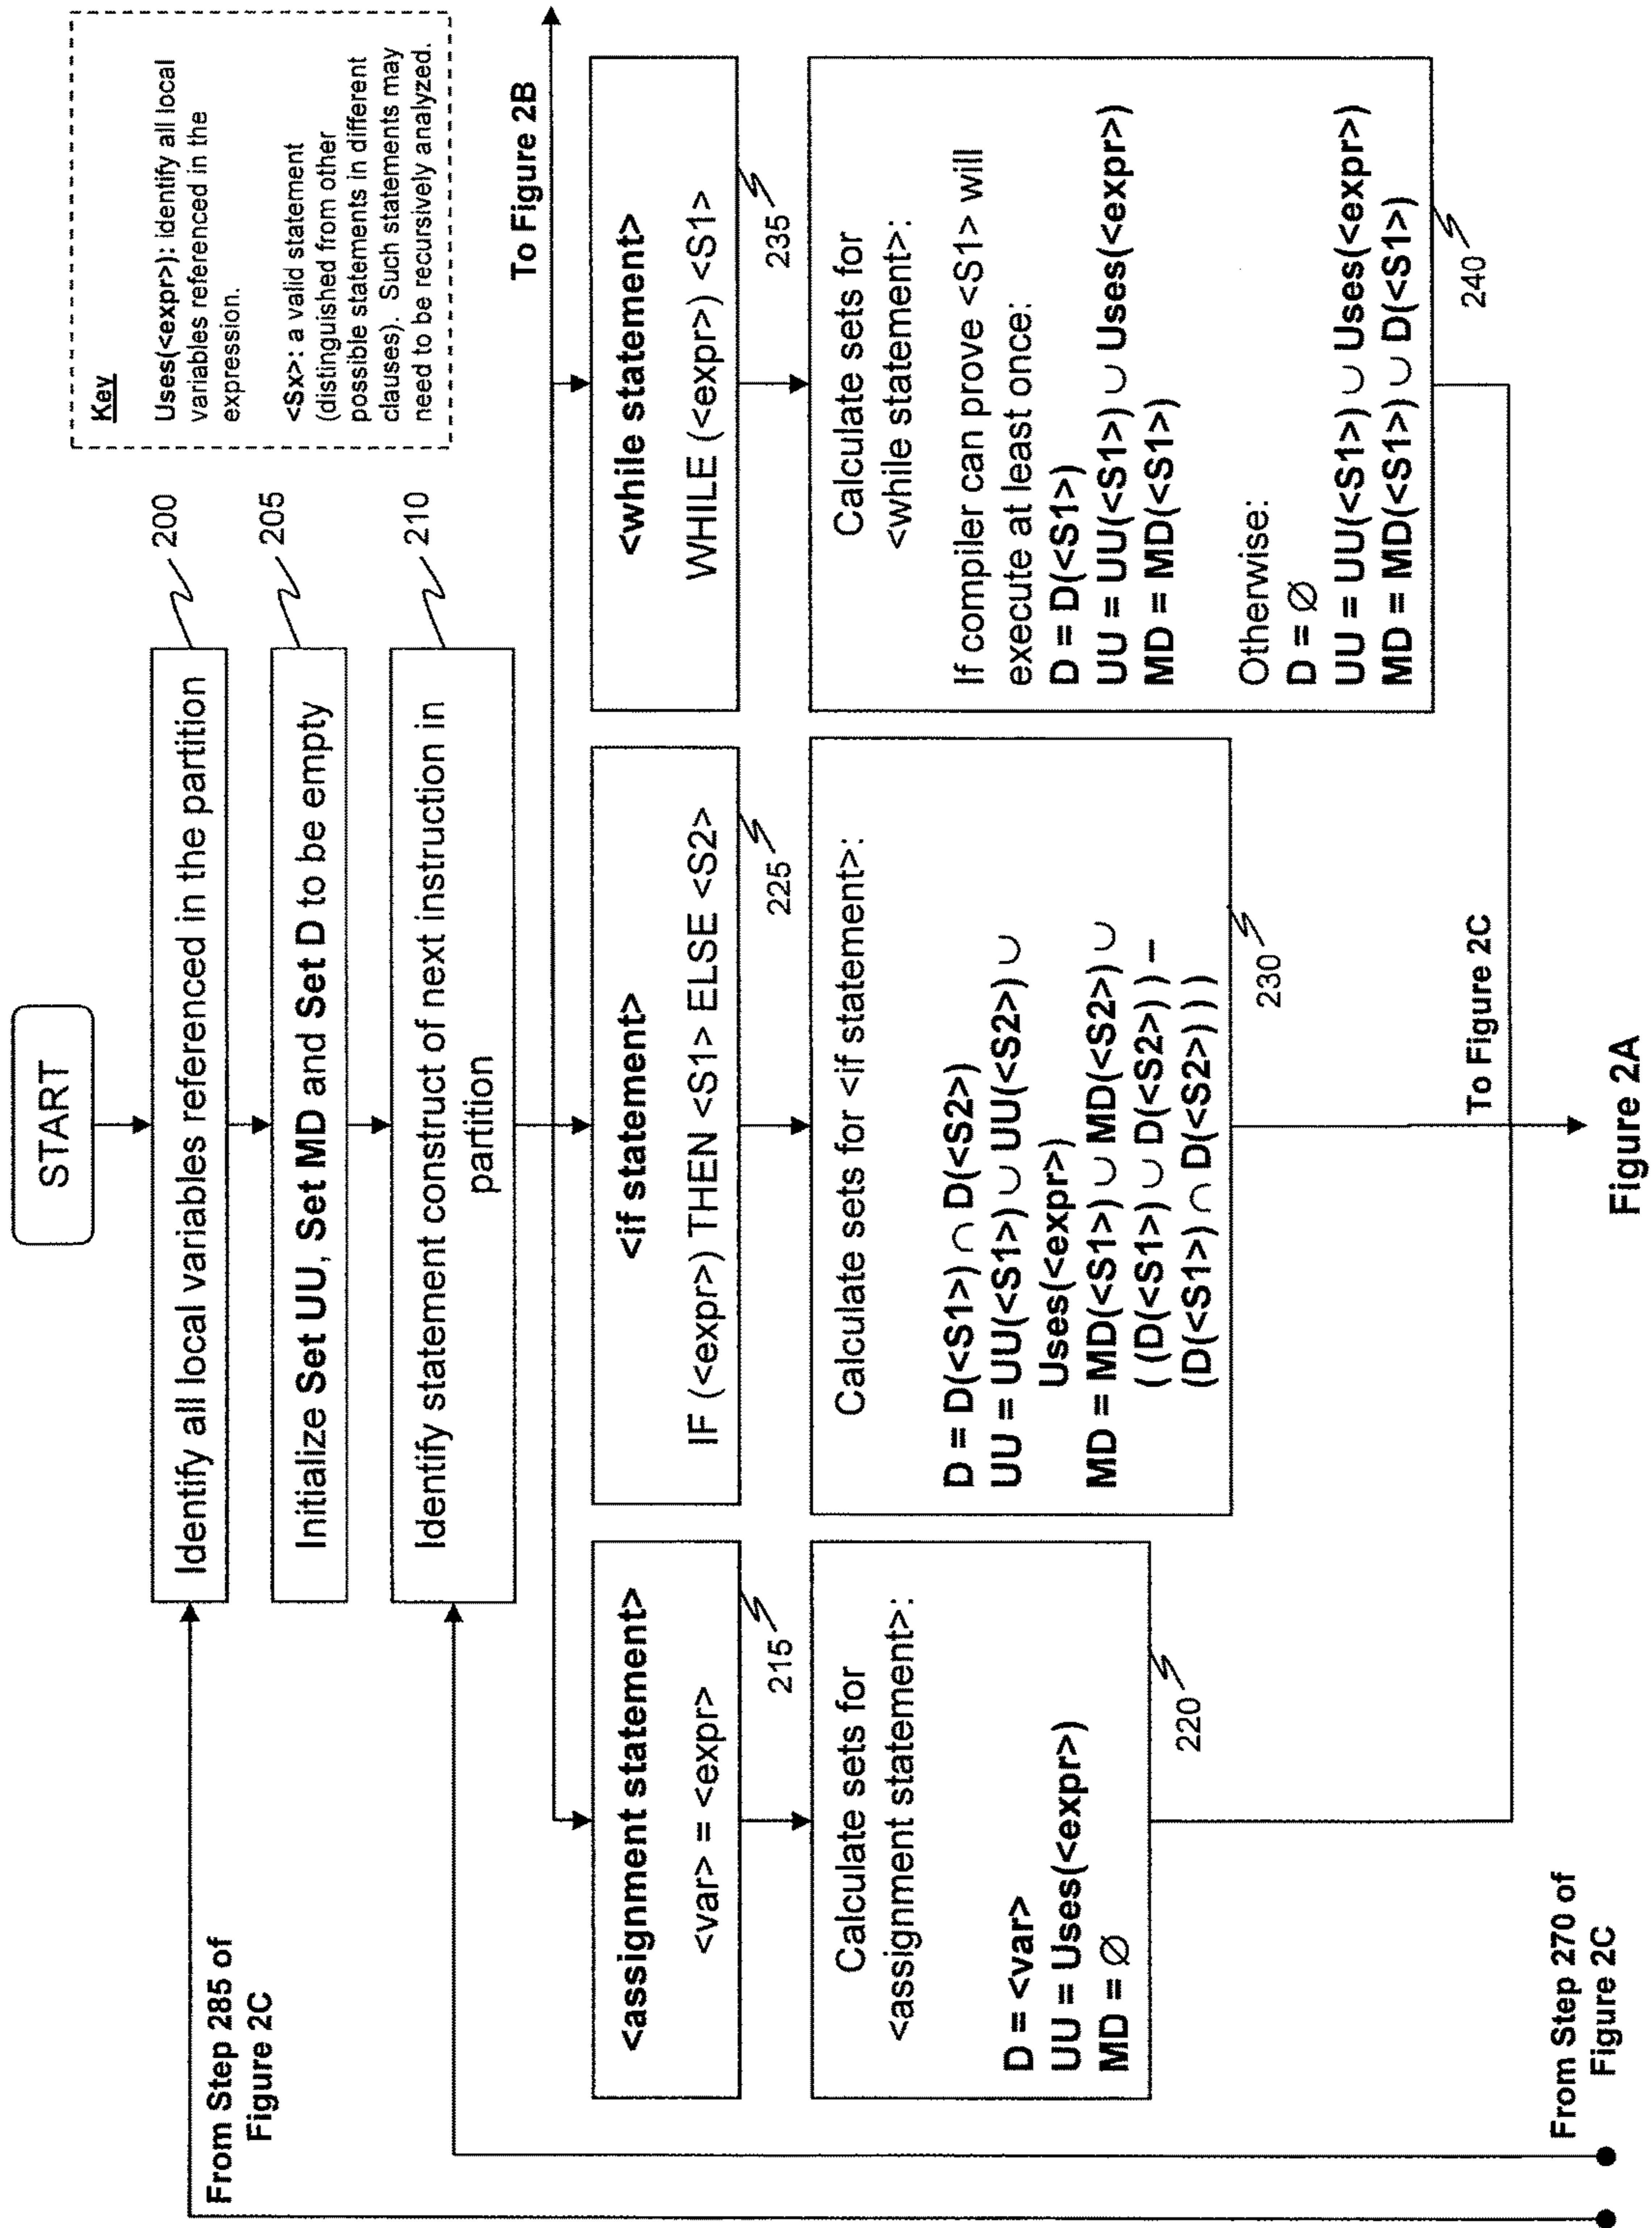 START
Identify all local variables referenced in the partition
200
Initialize Set UU, Set MD and Set D to be empty
205
Identify statement construct of next instruction in
partition
210
Key
Uses(<expr>): identify all local
variables referenced in the
expression.
<Sx>: a valid statement
(distinguished from other
possible statements in different
clauses). Such statements may
need to be recursively analyzed.
From Step 285 of
Figure 2C
To Figure 2B
<assignment statement>
<var> = <expr>
215
Calculate sets for
<assignment statement>:
D = <var>
UU = Uses(<expr>)
MD = ∅
220
<if statement>
IF (<expr>) THEN <S1> ELSE <S2>
225
Calculate sets for <if statement>:
D = D(<S1>) ∩ D(<S2>)
UU = UU(<S1>) ∪ UU(<S2>) ∪
Uses(<expr>)
MD = MD(<S1>) ∪ MD(<S2>) ∪
( (D(<S1>) ∪ D(<S2>) ) –
(D(<S1>) ∩ D(<S2>) ) )
230
<while statement>
WHILE (<expr>) <S1>
235
Calculate sets for
<while statement>:
If compiler can prove <S1> will
execute at least once:
D = D(<S1>)
UU = UU(<S1>) ∪ Uses(<expr>)
MD = MD(<S1>)
Otherwise:
D = ∅
UU = UU(<S1>) ∪ Uses(<expr>)
MD = MD(<S1>) ∪ D(<S1>)
240
From Step 270 of
Figure 2C
To Figure 2C
Figure 2A